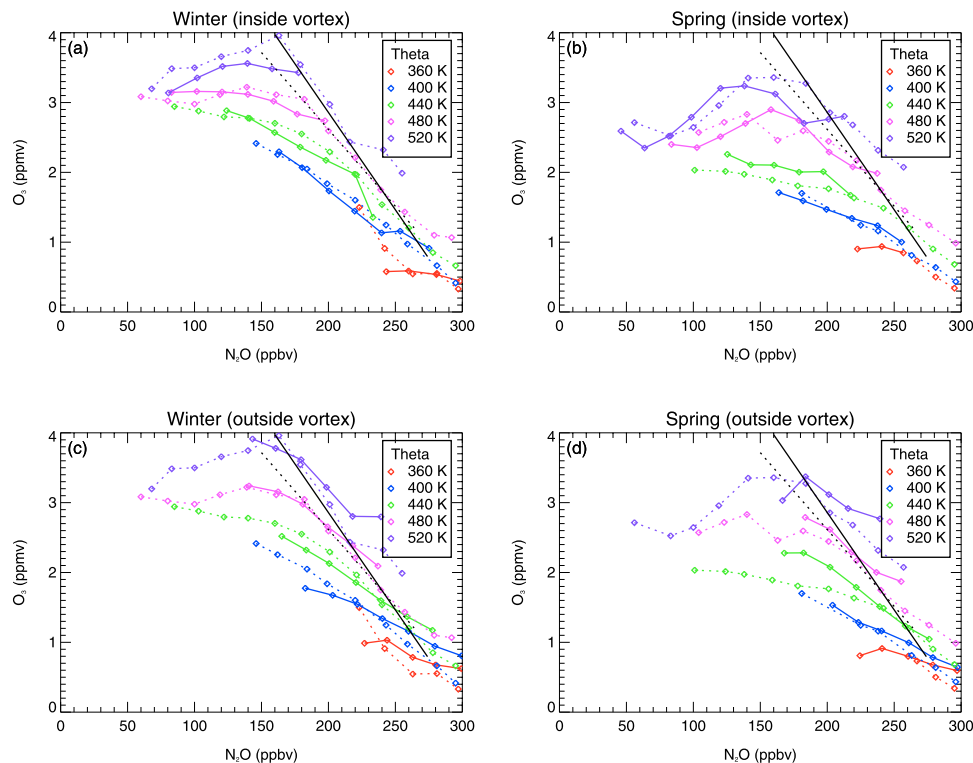 Winter (inside vortex)
(a)
Theta
360 K
400 K
440 K
480 K
520 K
O₃ (ppmv)
4
3
2
1
0
0 50 100 150 200 250 300
N₂O (ppbv)
Spring (inside vortex)
(b)
Theta
360 K
400 K
440 K
480 K
520 K
O₃ (ppmv)
4
3
2
1
0
0 50 100 150 200 250 300
N₂O (ppbv)
Winter (outside vortex)
(c)
Theta
360 K
400 K
440 K
480 K
520 K
O₃ (ppmv)
4
3
2
1
0
0 50 100 150 200 250 300
N₂O (ppbv)
Spring (outside vortex)
(d)
Theta
360 K
400 K
440 K
480 K
520 K
O₃ (ppmv)
4
3
2
1
0
0 50 100 150 200 250 300
N₂O (ppbv)